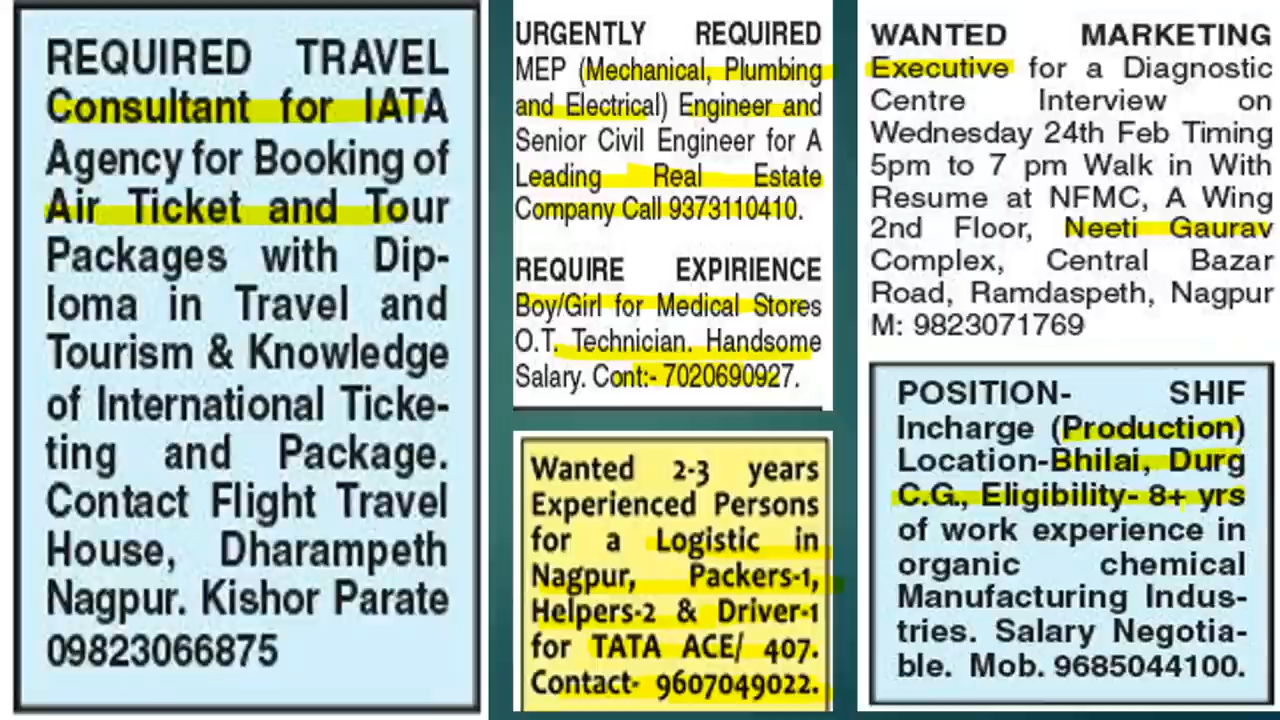 REQUIRED TRAVEL
Consultant for IATA
Agency for Booking of
Air Ticket and Tour
Packages with Dip-
loma in Travel and
Tourism & Knowledge
of International Ticke-
ting and Package.
Contact Flight Travel
House, Dharampeth
Nagpur. Kishor Parate
09823066875
URGENTLY REQUIRED
MEP (Mechanical, Plumbing
and Electrical) Engineer and
Senior Civil Engineer for A
Leading Real Estate
Company Call 9373110410.
REQUIRE EXPIRIENCE
Boy/Girl for Medical Stores
O.T. Technician. Handsome
Salary. Cont:- 7020690927.
Wanted 2-3 years
Experienced Persons
for a Logistic in
Nagpur, Packers-1,
Helpers-2 & Driver-1
for TATA ACE/ 407.
Contact- 9607049022.
WANTED MARKETING
Executive for a Diagnostic
Centre Interview on
Wednesday 24th Feb Timing
5pm to 7 pm Walk in With
Resume at NFMC, A Wing
2nd Floor, Neeti Gaurav
Complex, Central Bazar
Road, Ramdaspeth, Nagpur
M: 9823071769
POSITION- SHIF
Incharge (Production)
Location-Bhilai, Durg
C.G., Eligibility- 8+ yrs
of work experience in
organic chemical
Manufacturing Indus-
tries. Salary Negotia-
ble. Mob. 9685044100.